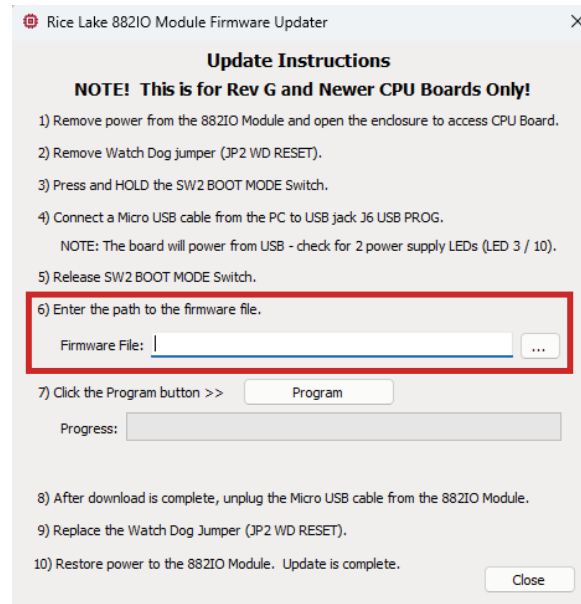 Rice Lake 882IO Module Firmware Updater
Update Instructions
NOTE! This is for Rev G and Newer CPU Boards Only!
1) Remove power from the 882IO Module and open the enclosure to access CPU Board.
2) Remove Watch Dog jumper (JP2 WD RESET).
3) Press and HOLD the SW2 BOOT MODE Switch.
4) Connect a Micro USB cable from the PC to USB jack J6 USB PROG.
NOTE: The board will power from USB - check for 2 power supply LEDs (LED 3 / 10).
5) Release SW2 BOOT MODE Switch.
6) Enter the path to the firmware file.
Firmware File: ...
7) Click the Program button >> Program
Progress:
8) After download is complete, unplug the Micro USB cable from the 882IO Module.
9) Replace the Watch Dog Jumper (JP2 WD RESET).
10) Restore power to the 882IO Module. Update is complete.
Close